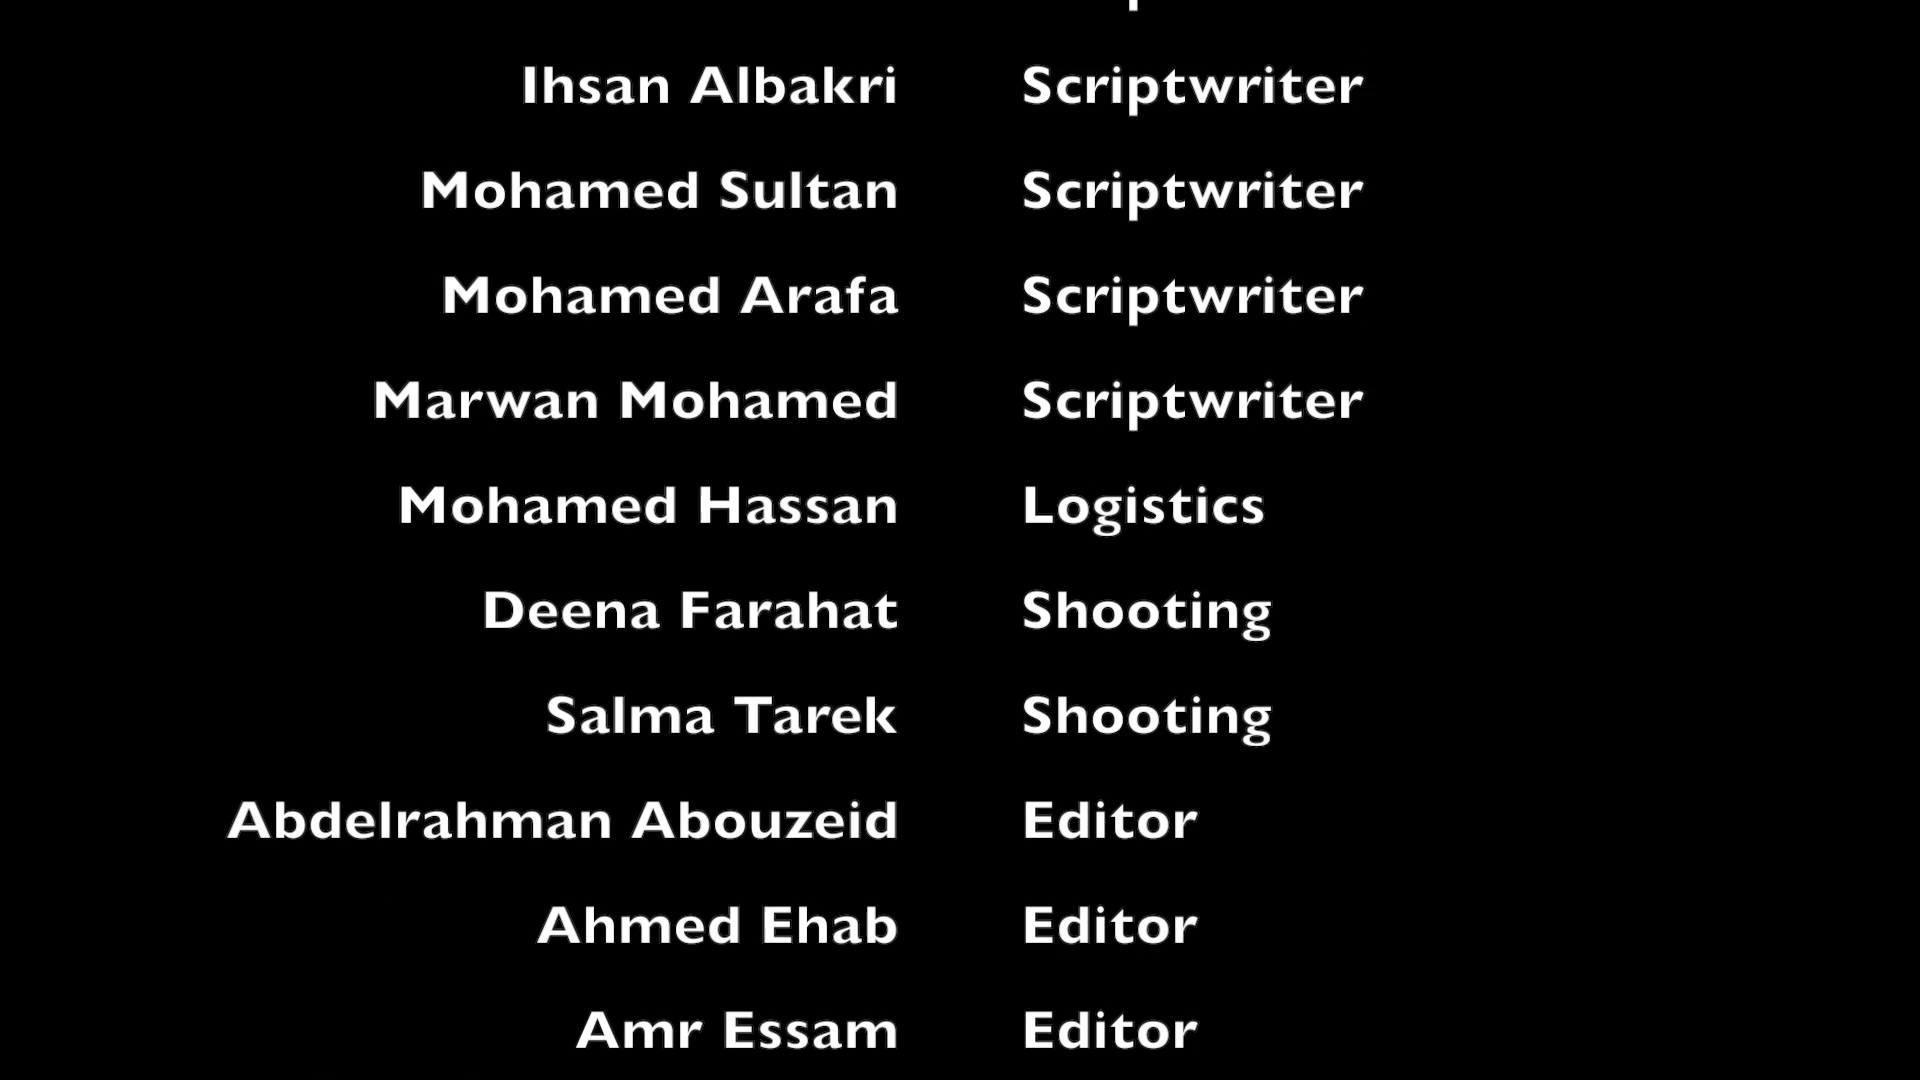 Ihsan Albakri Scriptwriter
Mohamed Sultan Scriptwriter
Mohamed Arafa Scriptwriter
Marwan Mohamed Scriptwriter
Mohamed Hassan Logistics
Deena Farahat Shooting
Salma Tarek Shooting
Abdelrahman Abouzeid Editor
Ahmed Ehab Editor
Amr Essam Editor